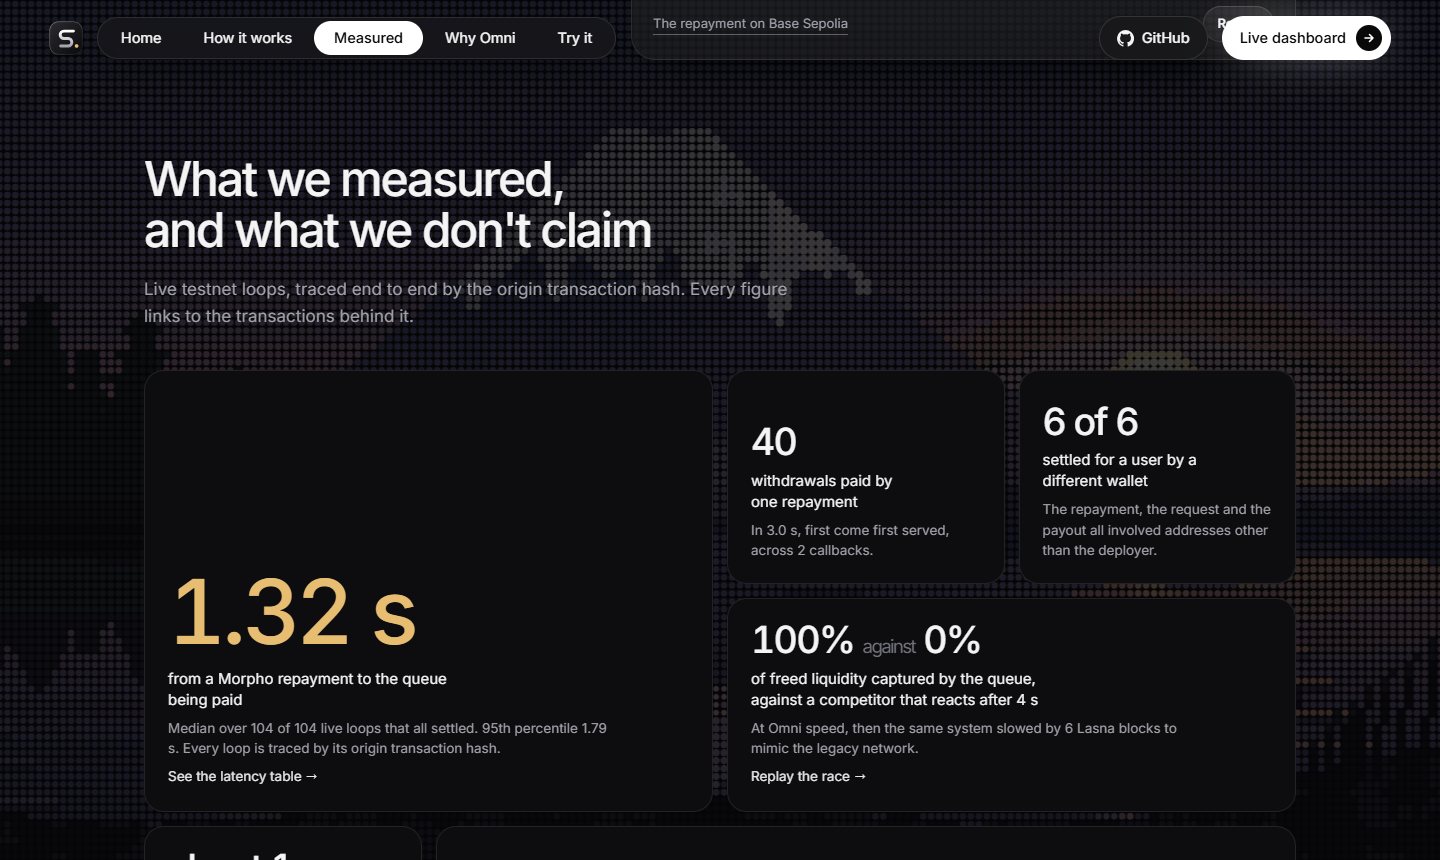 S.
Home
How it works
Measured
Why Omni
Try it
The repayment on Base Sepolia
GitHub
Live dashboard
What we measured,
and what we don't claim
Live testnet loops, traced end to end by the origin transaction hash. Every figure
links to the transactions behind it.
1.32 s
from a Morpho repayment to the queue
being paid
Median over 104 of 104 live loops that all settled. 95th percentile 1.79
s. Every loop is traced by its origin transaction hash.
See the latency table →
40
withdrawals paid by
one repayment
In 3.0 s, first come first served,
across 2 callbacks.
6 of 6
settled for a user by a
different wallet
The repayment, the request and the
payout all involved addresses other
than the deployer.
100% against 0%
of freed liquidity captured by the queue,
against a competitor that reacts after 4 s
At Omni speed, then the same system slowed by 6 Lasna blocks to
mimic the legacy network.
Replay the race →